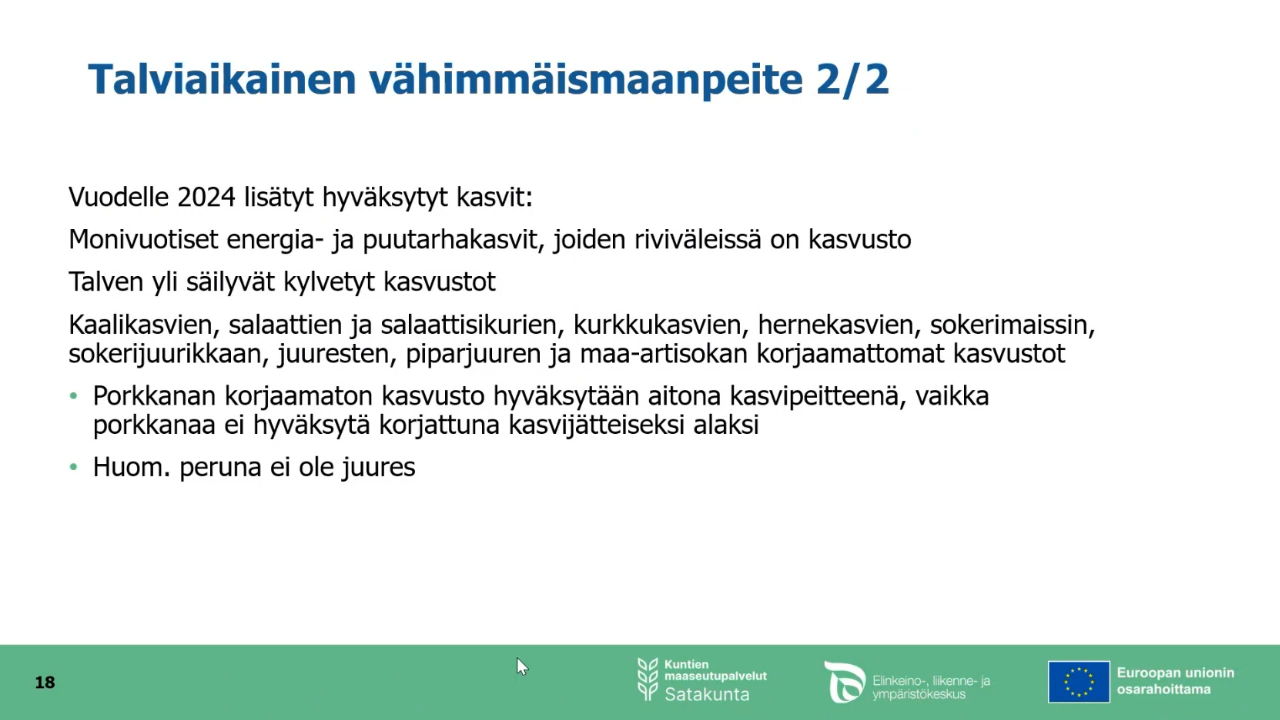 Talviaikainen vähimmäismaanpeite 2/2
Vuodelle 2024 lisätyt hyväksytyt kasvit:
Monivuotiset energia- ja puutarhakasvit, joiden riviväleissä on kasvusto
Talven yli säilyvät kylvetyt kasvustot
Kaalikasvien, salaattien ja salaattisikurien, kurkkukasvien, hernekasvien, sokerimaissin,
sokerijuurikkaan, juuresten, piparjuuren ja maa-artisokan korjaamattomat kasvustot
• Porkkanan korjaamaton kasvusto hyväksytään aitona kasvipeitteenä, vaikka
porkkanaa ei hyväksytä korjattuna kasvijätteiseksi alaksi
• Huom. peruna ei ole juures
18
Kuntien
maaseutupalvelut
Satakunta
Elinkeino-, liikenne- ja
ympäristökeskus
Euroopan unionin
osarahoittama